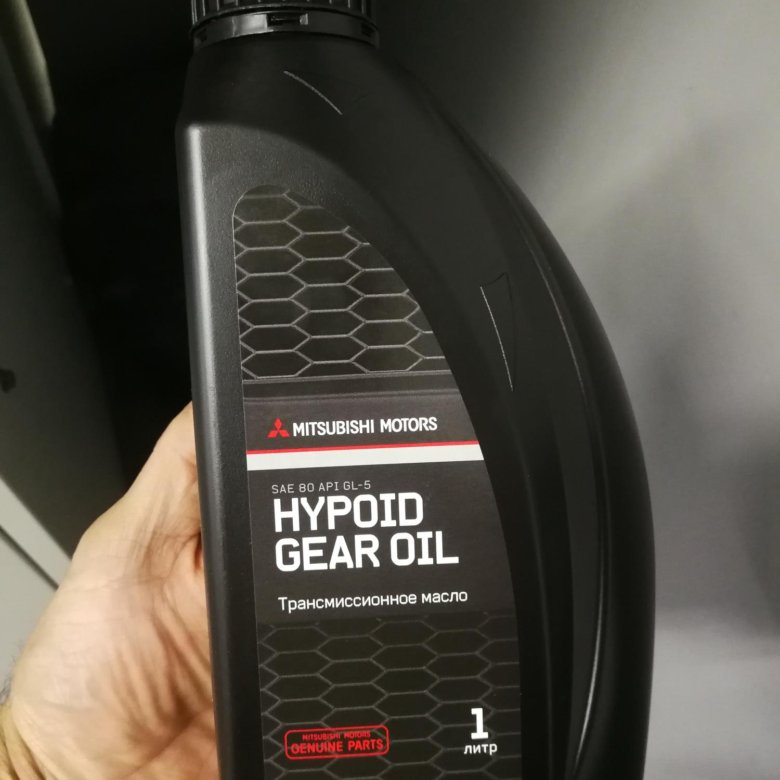 MITSUBISHI MOTORS
SAE 80 API GL-5
HYPOID
GEAR OIL
Трансмиссионное масло
MITSUBISHI MOTORS
GENUINE PARTS
1
литр